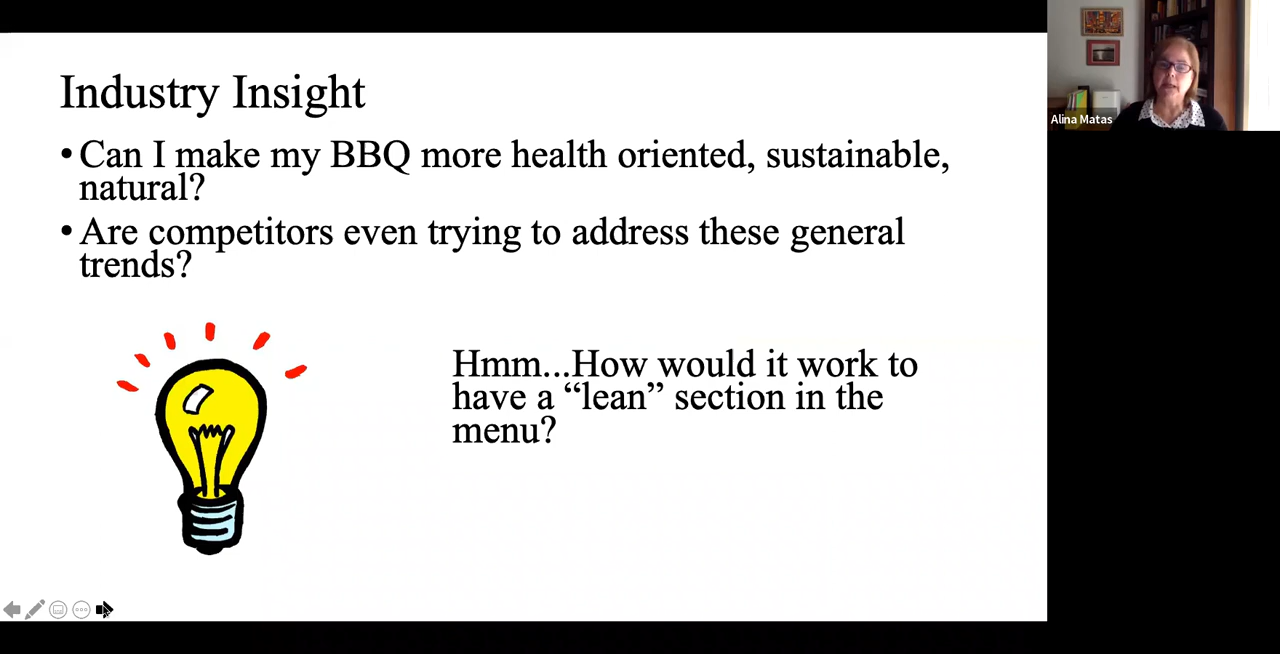 Industry Insight
•Can I make my BBQ more health oriented, sustainable,
natural?
•Are competitors even trying to address these general
trends?
Hmm...How would it work to
have a “lean” section in the
menu?
Alina Matas